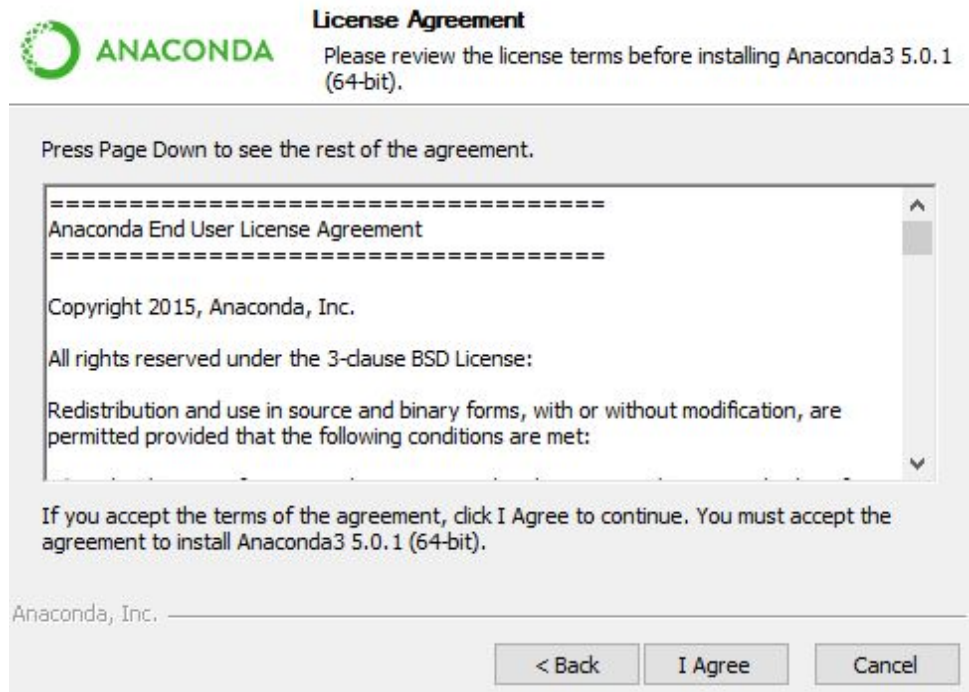 ANACONDA
License Agreement
Please review the license terms before installing Anaconda3 5.0.1
(64-bit).
Press Page Down to see the rest of the agreement.
===================================
Anaconda End User License Agreement
===================================
Copyright 2015, Anaconda, Inc.
All rights reserved under the 3-clause BSD License:
Redistribution and use in source and binary forms, with or without modification, are
permitted provided that the following conditions are met:
If you accept the terms of the agreement, click I Agree to continue. You must accept the
agreement to install Anaconda3 5.0.1 (64-bit).
Anaconda, Inc.
< Back
I Agree
Cancel